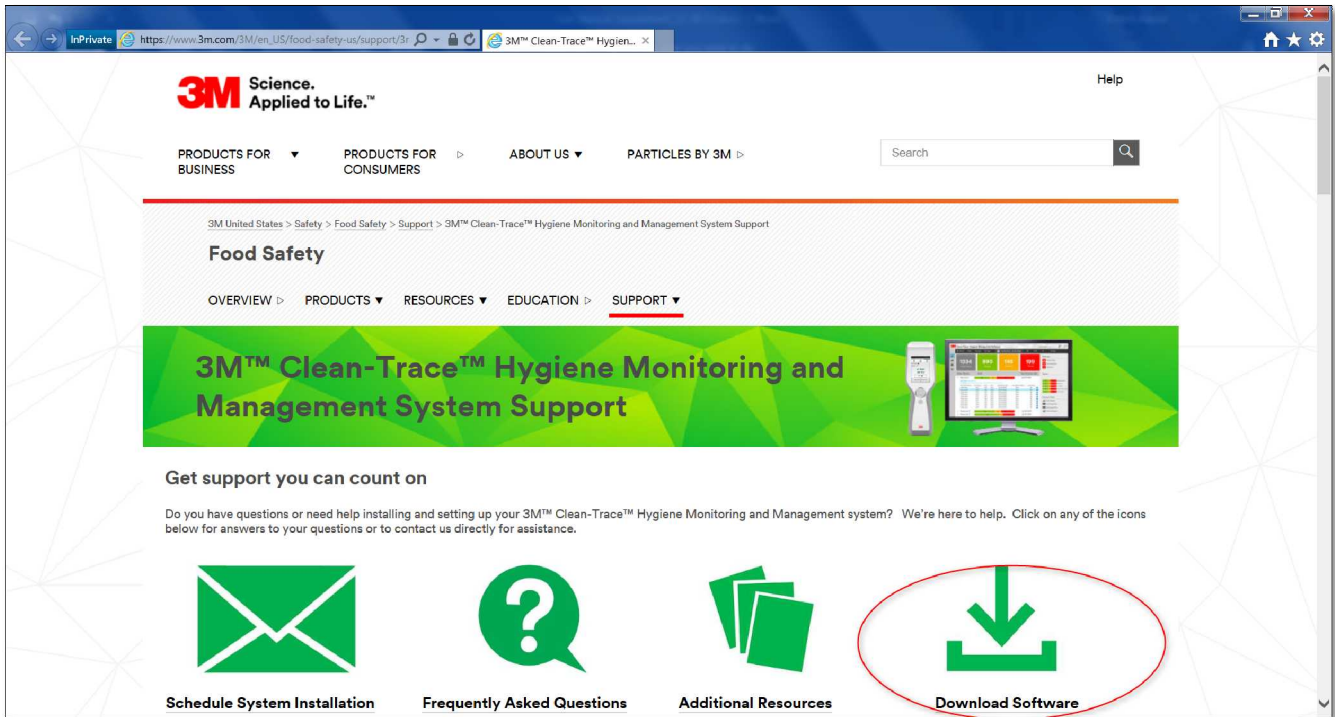 InPrivate https://www.3m.com/3M/en_US/food-safety-us/support/3r 3M™ Clean-Trace™ Hygien...
3M Science.
Applied to Life.™
Help
PRODUCTS FOR BUSINESS
PRODUCTS FOR CONSUMERS
ABOUT US
PARTICLES BY 3M
Search
3M United States > Safety > Food Safety > Support > 3M™ Clean-Trace™ Hygiene Monitoring and Management System Support
Food Safety
OVERVIEW PRODUCTS RESOURCES EDUCATION SUPPORT
3M™ Clean-Trace™ Hygiene Monitoring and
Management System Support
Get support you can count on
Do you have questions or need help installing and setting up your 3M™ Clean-Trace™ Hygiene Monitoring and Management system? We're here to help. Click on any of the icons
below for answers to your questions or to contact us directly for assistance.
Schedule System Installation
Frequently Asked Questions
Additional Resources
Download Software